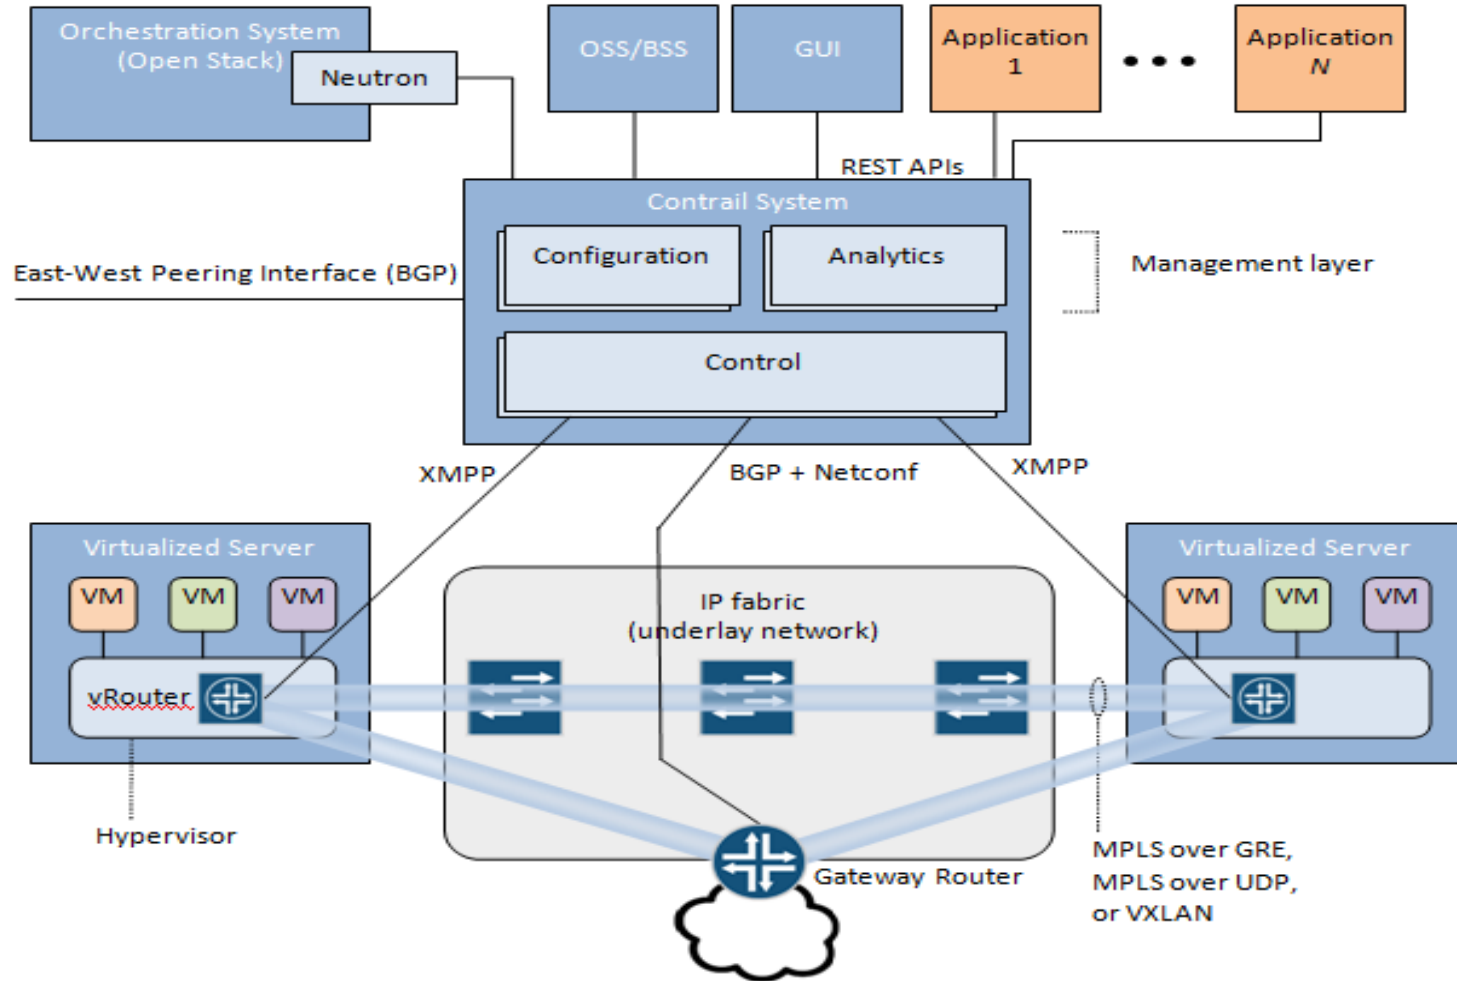 Orchestration System
(Open Stack)
Neutron
OSS/BSS
GUI
Application
1
Application
N
REST APIs
Contrail System
Configuration
Analytics
Management layer
East-West Peering Interface (BGP)
Control
XMPP
BGP + Netconf
XMPP
Virtualized Server
VM
VM
VM
vRouter
Hypervisor
IP fabric
(underlay network)
Virtualized Server
VM
VM
VM
Gateway Router
MPLS over GRE,
MPLS over UDP,
or VXLAN